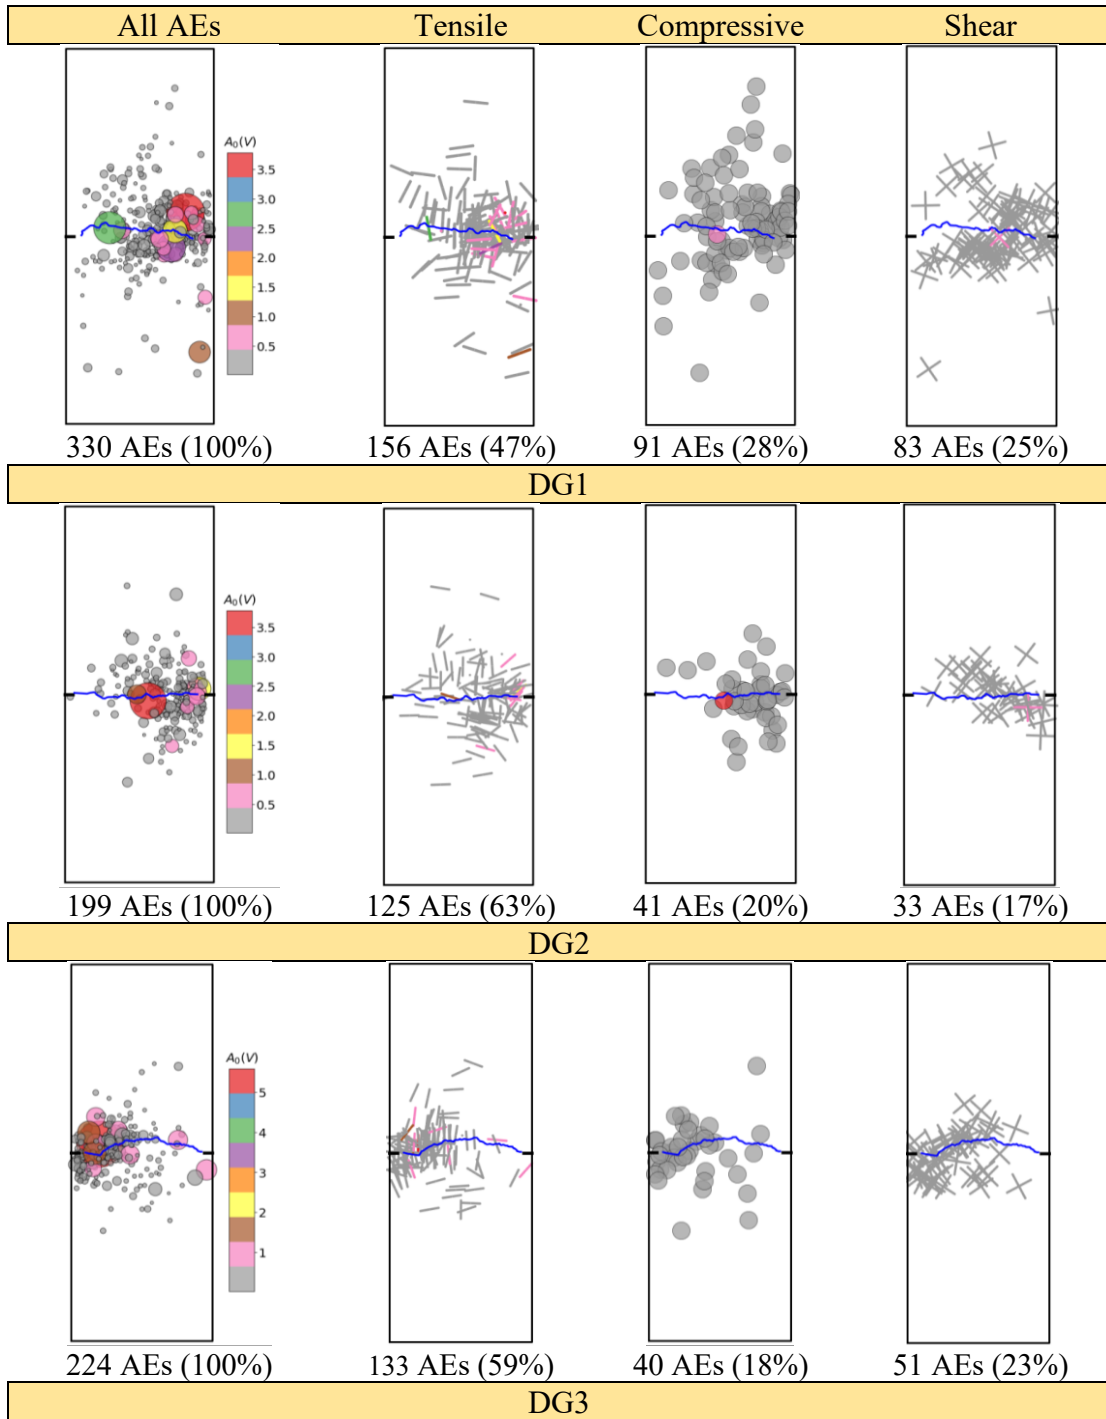 All AEs Tensile Compressive Shear
A₀(V)
3.5
3.0
2.5
2.0
1.5
1.0
0.5
330 AEs (100%) 156 AEs (47%) 91 AEs (28%) 83 AEs (25%)
DG1
A₀(V)
3.5
3.0
2.5
2.0
1.5
1.0
0.5
199 AEs (100%) 125 AEs (63%) 41 AEs (20%) 33 AEs (17%)
DG2
A₀(V)
5
4
3
2
1
224 AEs (100%) 133 AEs (59%) 40 AEs (18%) 51 AEs (23%)
DG3